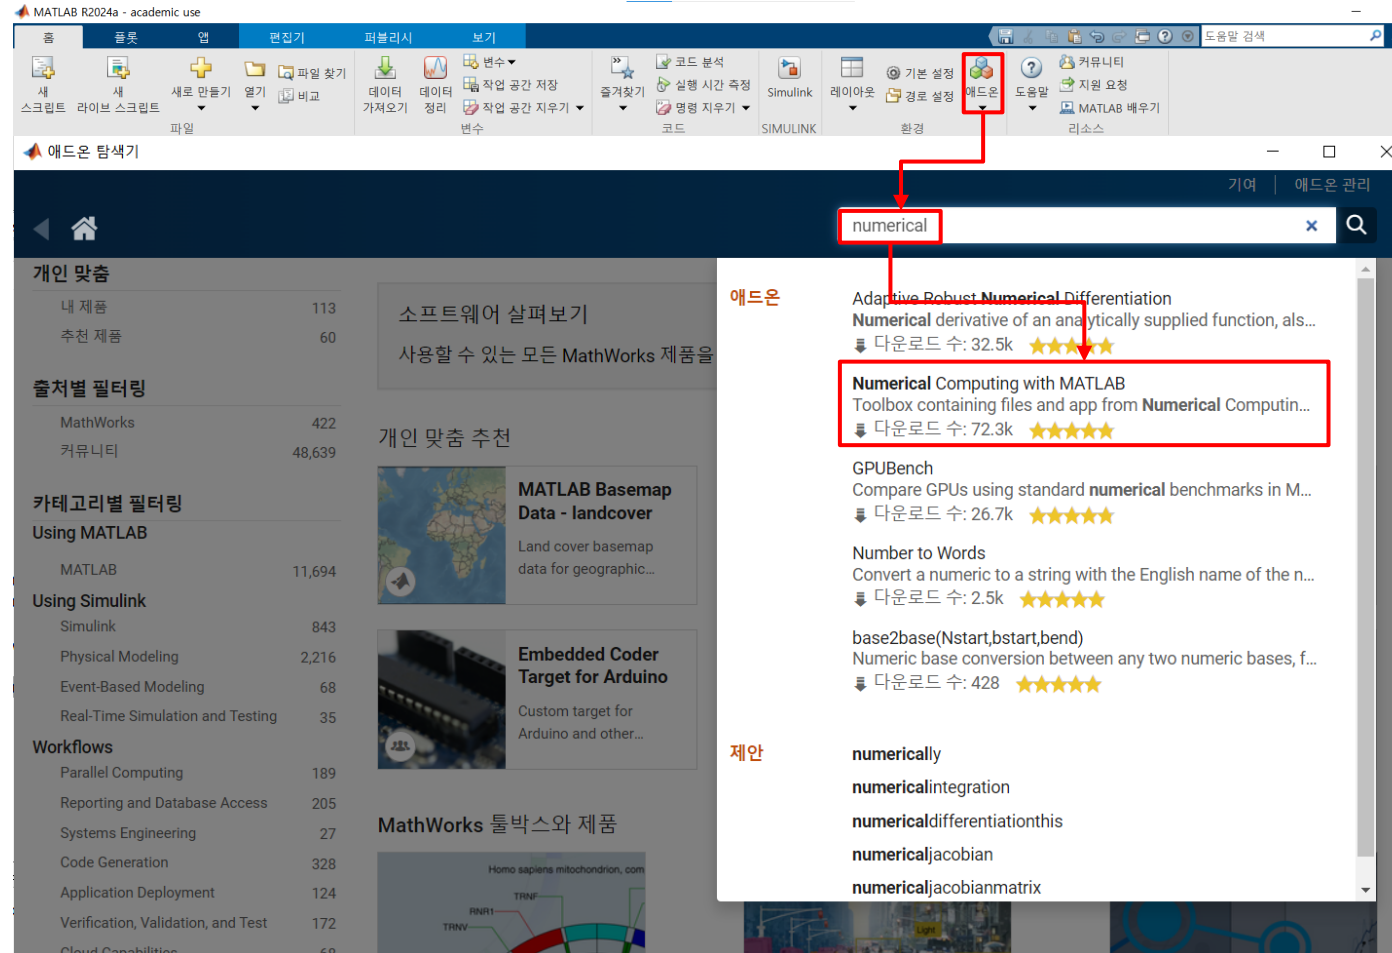 MATLAB R2024a - academic use
홈 플롯 앱 편집기 퍼블리시 보기
도움말 검색
새 스크립트
새 라이브 스크립트
새로 만들기
열기
파일 찾기
비교
파일
데이터 가져오기
데이터 정리
변수
작업 공간 저장
작업 공간 지우기
변수
즐겨찾기
코드 분석
실행 시간 측정
명령 지우기
코드
Simulink
SIMULINK
레이아웃
기본 설정
경로 설정
애드온
환경
도움말
커뮤니티
지원 요청
MATLAB 배우기
리소스
애드온 탐색기
기여 애드온 관리
numerical
개인 맞춤
내 제품 113
추천 제품 60
출처별 필터링
MathWorks 422
커뮤니티 48,639
카테고리별 필터링
Using MATLAB
MATLAB 11,694
Using Simulink
Simulink 843
Physical Modeling 2,216
Event-Based Modeling 68
Real-Time Simulation and Testing 35
Workflows
Parallel Computing 189
Reporting and Database Access 205
Systems Engineering 27
Code Generation 328
Application Deployment 124
Verification, Validation, and Test 172
Cloud Capabilities 68
소프트웨어 살펴보기
사용할 수 있는 모든 MathWorks 제품을
개인 맞춤 추천
MATLAB Basemap
Data - landcover
Land cover basemap
data for geographic...
Embedded Coder
Target for Arduino
Custom target for
Arduino and other...
MathWorks 툴박스와 제품
Homo sapiens mitochondrion, com
TRNF
RNR1
TRNV
Light
애드온
Adaptive Robust Numerical Differentiation
Numerical derivative of an analytically supplied function, als...
다운로드 수: 32.5k
Numerical Computing with MATLAB
Toolbox containing files and app from Numerical Computin...
다운로드 수: 72.3k
GPUBench
Compare GPUs using standard numerical benchmarks in M...
다운로드 수: 26.7k
Number to Words
Convert a numeric to a string with the English name of the n...
다운로드 수: 2.5k
base2base(Nstart,bstart,bend)
Numeric base conversion between any two numeric bases, f...
다운로드 수: 428
제안
numerically
numericalintegration
numericaldifferentiationthis
numericaljacobian
numericaljacobianmatrix